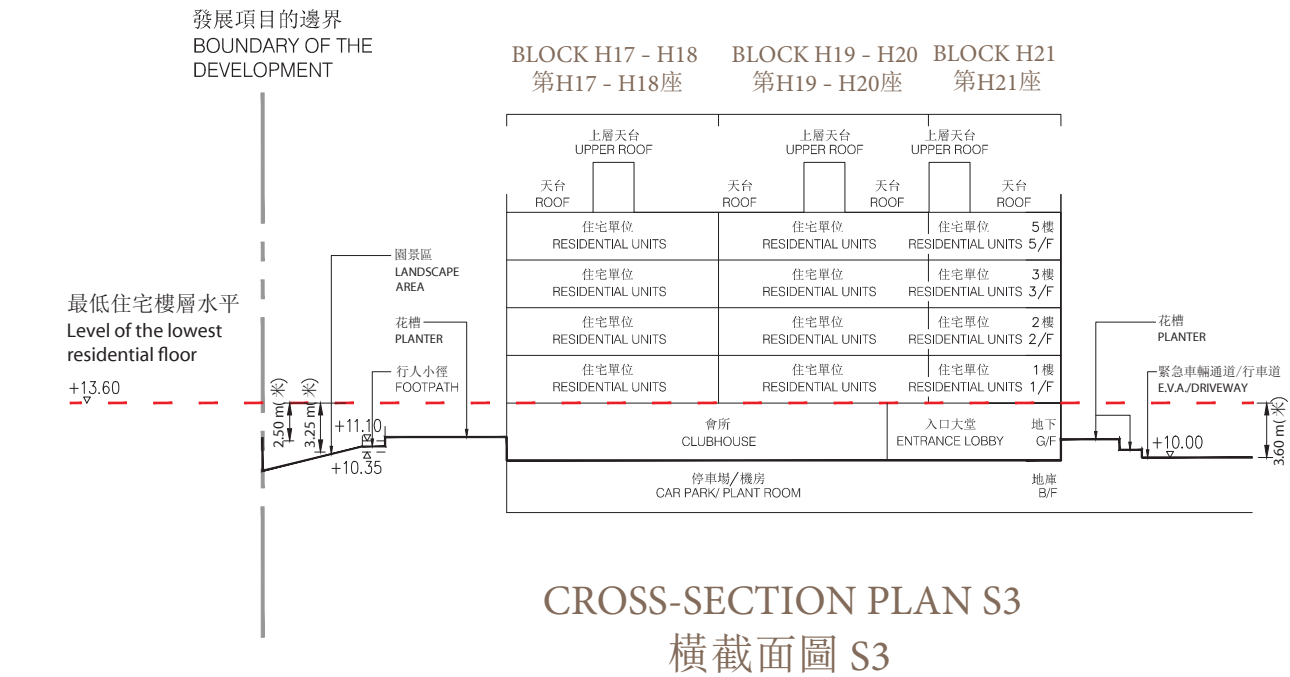 發展項目的邊界
BOUNDARY OF THE
DEVELOPMENT
BLOCK H17 - H18
第H17 - H18座
BLOCK H19 - H20
第H19 - H20座
BLOCK H21
第H21座
上層天台
UPPER ROOF
上層天台
UPPER ROOF
上層天台
UPPER ROOF
天台
ROOF
天台
ROOF
天台
ROOF
天台
ROOF
住宅單位
RESIDENTIAL UNITS
住宅單位
RESIDENTIAL UNITS
住宅單位
RESIDENTIAL UNITS
5樓
5/F
住宅單位
RESIDENTIAL UNITS
住宅單位
RESIDENTIAL UNITS
住宅單位
RESIDENTIAL UNITS
3樓
3/F
住宅單位
RESIDENTIAL UNITS
住宅單位
RESIDENTIAL UNITS
住宅單位
RESIDENTIAL UNITS
2樓
2/F
住宅單位
RESIDENTIAL UNITS
住宅單位
RESIDENTIAL UNITS
住宅單位
RESIDENTIAL UNITS
1樓
1/F
園景區
LANDSCAPE
AREA
花槽
PLANTER
行人小徑
FOOTPATH
最低住宅樓層水平
Level of the lowest
residential floor
+13.60
2.50 m(米)
3.25 m(米)
+11.10
+10.35
會所
CLUBHOUSE
入口大堂
ENTRANCE LOBBY
地下
G/F
停車場/機房
CAR PARK/ PLANT ROOM
地庫
B/F
花槽
PLANTER
緊急車輛通道/行車道
E.V.A./DRIVEWAY
+10.00
3.60 m(米)
CROSS-SECTION PLAN S3
橫截面圖 S3